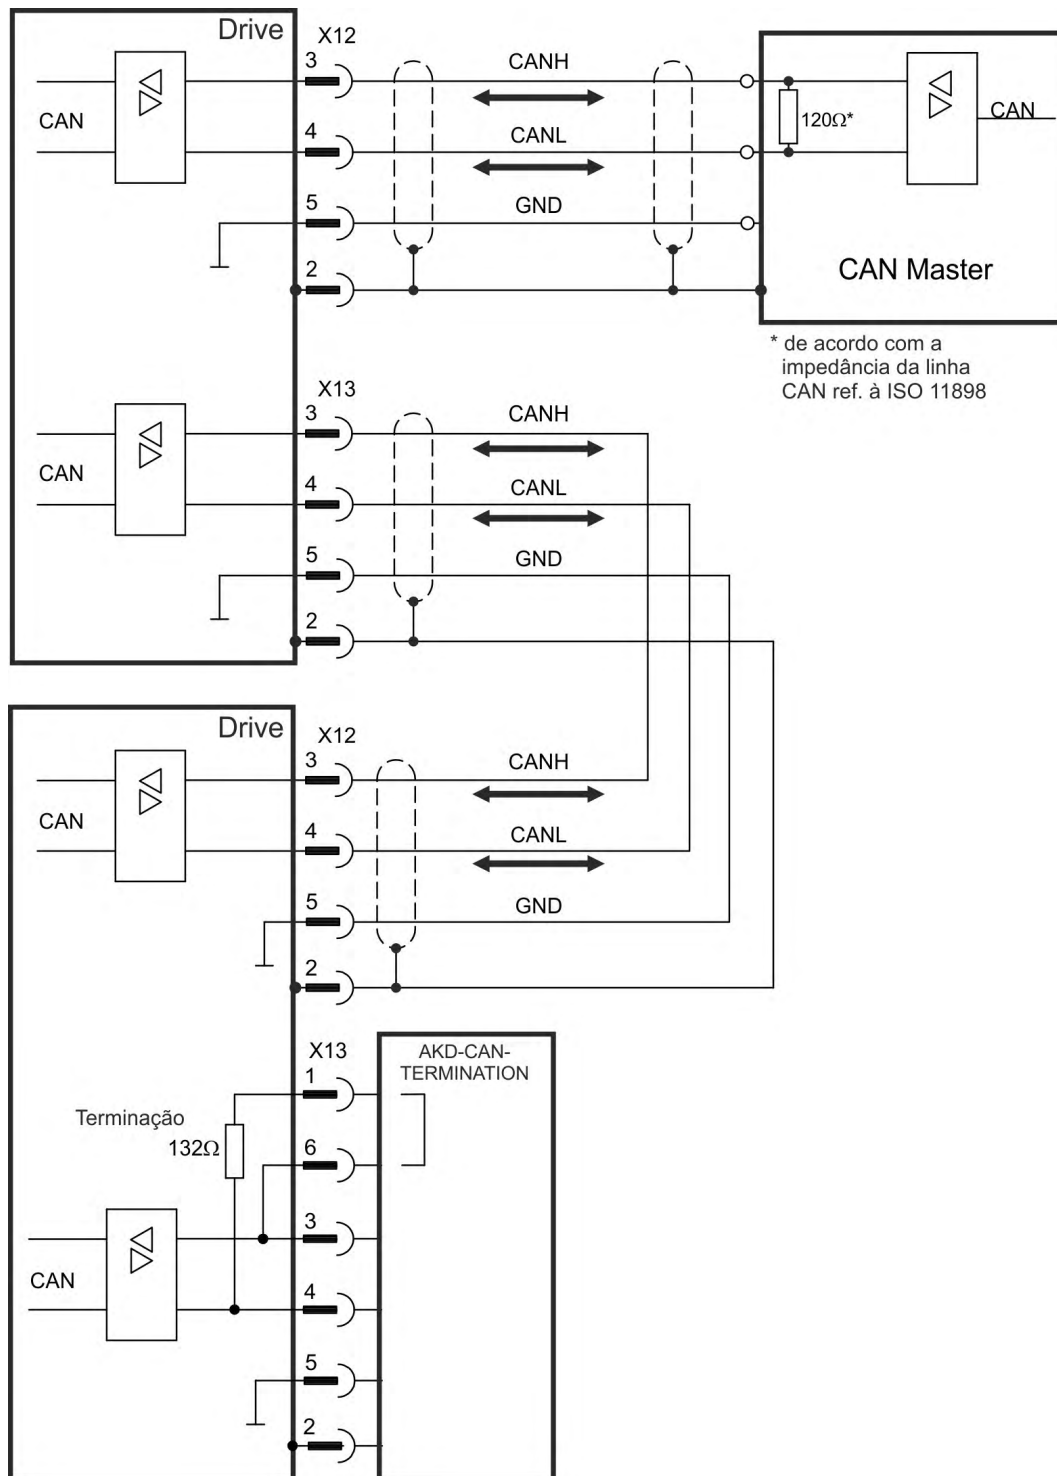 Drive
X12
3
CANH
CAN
120Ω*
CAN
4
CANL
5
GND
2
CAN Master
* de acordo com a
impedância da linha
CAN ref. à ISO 11898
X13
3
CANH
CAN
4
CANL
5
GND
2
Drive
X12
3
CANH
CAN
4
CANL
5
GND
2
X13
AKD-CAN-
TERMINATION
1
Terminação
132Ω
6
3
CAN
4
5
2